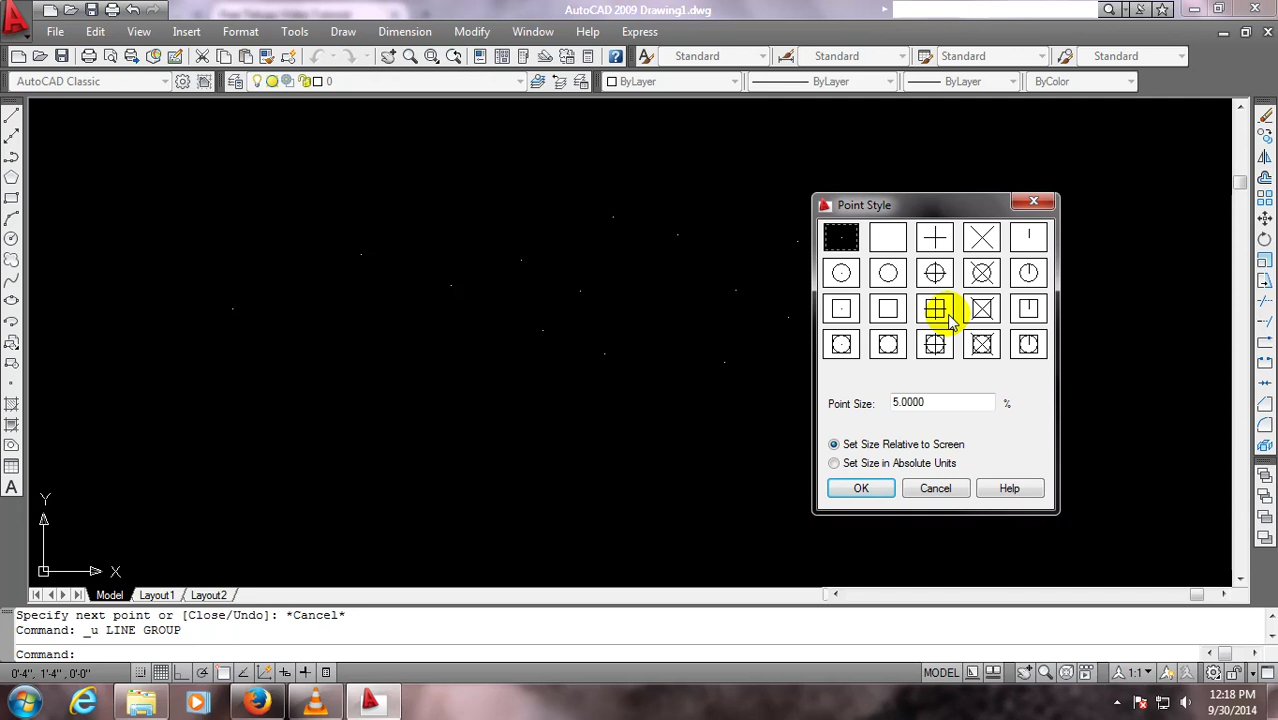 AutoCAD 2009 Drawing1.dwg
File Edit View Insert Format Tools Draw Dimension Modify Window Help Express
Standard Standard Standard Standard
AutoCAD Classic 0 ByLayer ByLayer ByLayer ByColor
Point Style
Point Size: 5.0000 %
Set Size Relative to Screen
Set Size in Absolute Units
OK Cancel Help
Y
X
A
Model Layout1 Layout2
Specify next point or [Close/Undo]: *Cancel*
Command: _u LINE GROUP
Command:
0'-4", 1'-4", 0'-0" MODEL 1:1
12:18 PM
9/30/2014